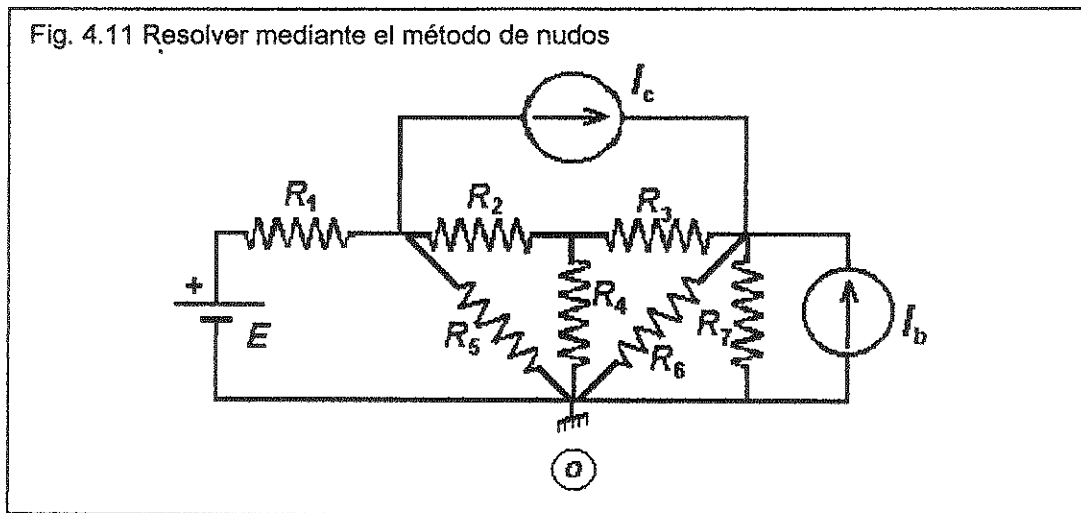 Fig. 4.11 Resolver mediante el método de nudos
I_c
R_1
R_2
R_3
R_4
+
E
R_5
R_6
R_7
I_b
o